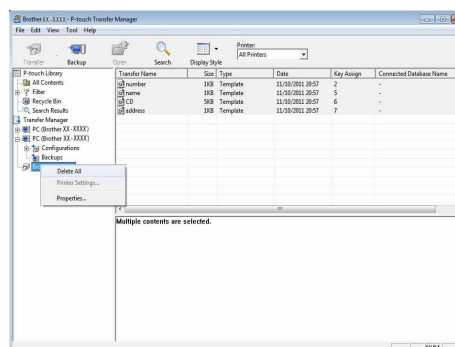 Brother XX-XXXX - P-touch Transfer Manager
File Edit View Tool Help
Transfer Backup Open Search Display Style
Printer:
All Printers
P-touch Library
All Contents
Filter
Recycle Bin
Search Results
Transfer Manager
PC (Brother XX-XXXX)
PC (Brother XX-XXXX)
Configurations
Backups
Delete All
Printer Settings...
Properties...
Transfer Name Size Type Date Key Assign Connected Database Name
number 1KB Template 11/10/2011 20:57 2 -
name 1KB Template 11/10/2011 20:57 5 -
CD 5KB Template 11/10/2011 20:57 6 -
address 1KB Template 11/10/2011 20:57 7 -
Multiple contents are selected.